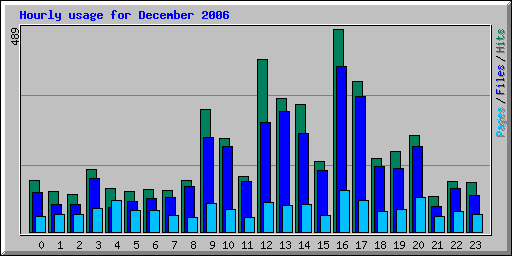 Hourly usage for December 2006
489
Pages / Files / Hits
0 1 2 3 4 5 6 7 8 9 10 11 12 13 14 15 16 17 18 19 20 21 22 23